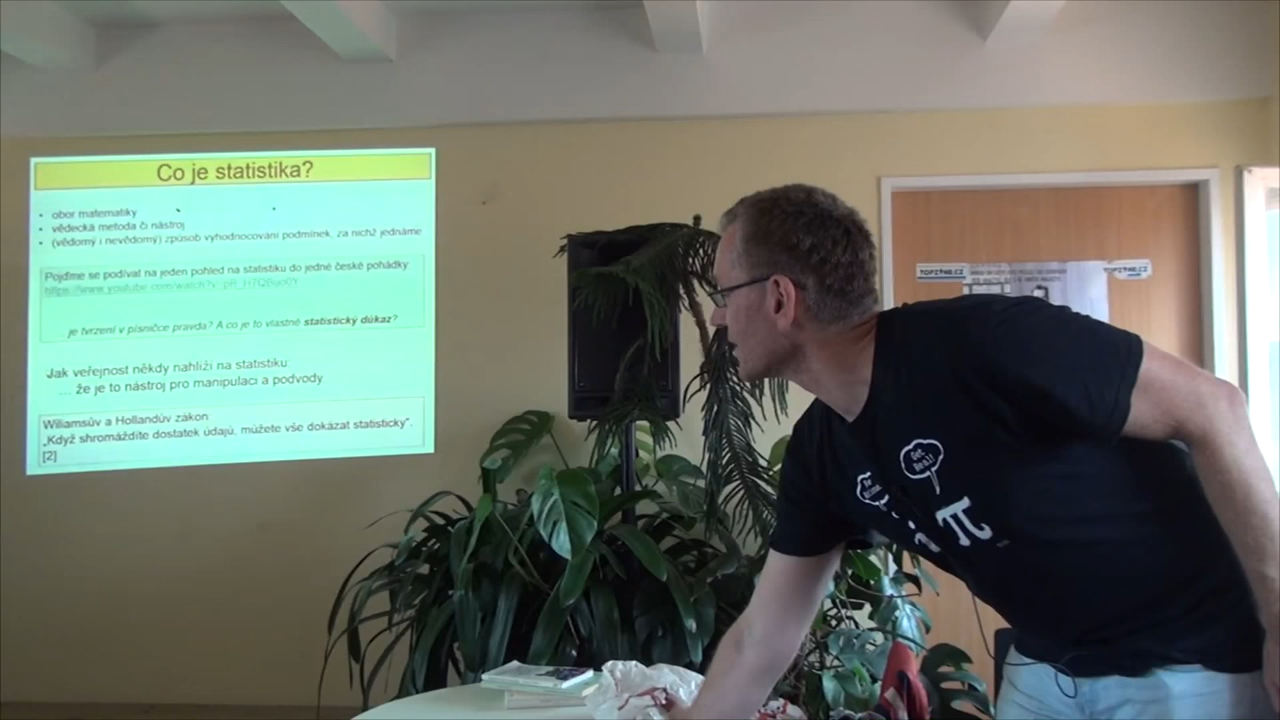 Co je statistika?
obor matematiky
vědecká metoda či nástroj
(vědomý i nevědomý) způsob vyhodnocování podmínek, za nichž jednáme
Pojďme se podívat na jeden pohled na statistiku do jedné české pohádky
... je tvrzení v písničce pravda? A co je to vlastně statistický důkaz?
Jak veřejnost někdy nahlíží na statistiku:
... že je to nástroj pro manipulaci a podvody
Wiliamsův a Hollandův zákon:
„Když shromáždíte dostatek údajů, můžete vše dokázat statisticky“.
[2]
Get
Real!
i π